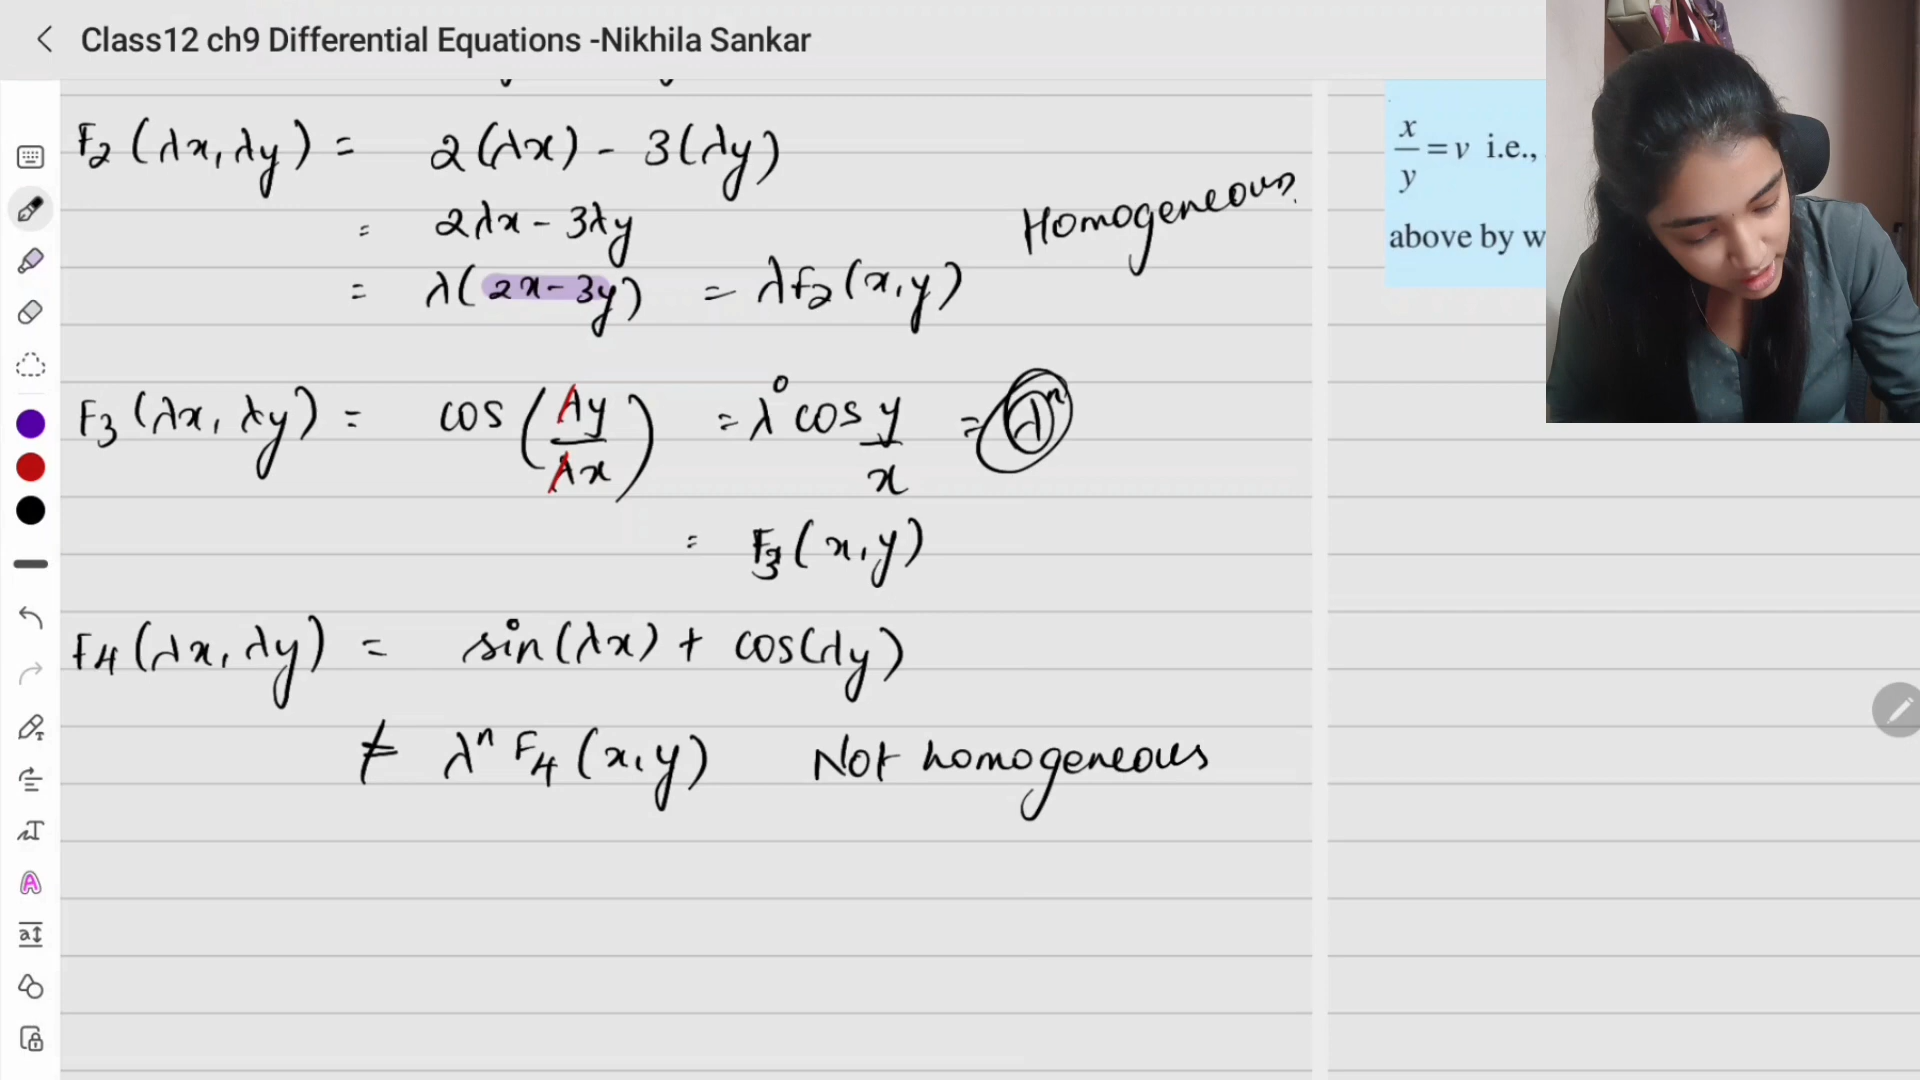 Class12 ch9 Differential Equations -Nikhila Sankar
F2 (λx, λy) = 2(λx) - 3(λy)
= 2λx - 3λy
Homogeneous.
= λ(2x - 3y) = λF2(x,y)
F3 (λx, λy) = cos(λy/λx) = λ⁰ cos y/x = λⁿ
= F3(x,y)
F4(λx, λy) = sin(λx) + cos(λy)
≠ λⁿ F4(x,y) Not homogeneous
x/y = v i.e.,
above by